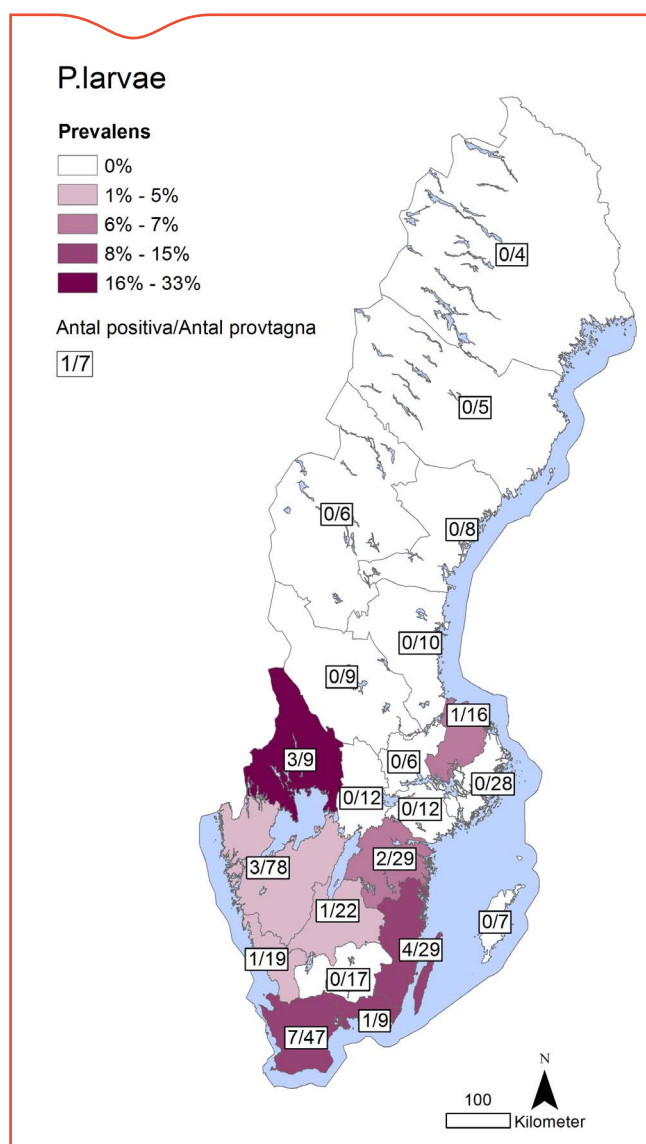 P.larvae
Prevalens
0%
1% - 5%
6% - 7%
8% - 15%
16% - 33%
Antal positiva/Antal provtagna
1/7
0/4
0/5
0/6
0/8
0/10
0/9
1/16
3/9
0/6
0/28
0/12
0/12
2/29
3/78
1/22
0/7
4/29
1/19
0/17
1/9
7/47
N
100
Kilometer